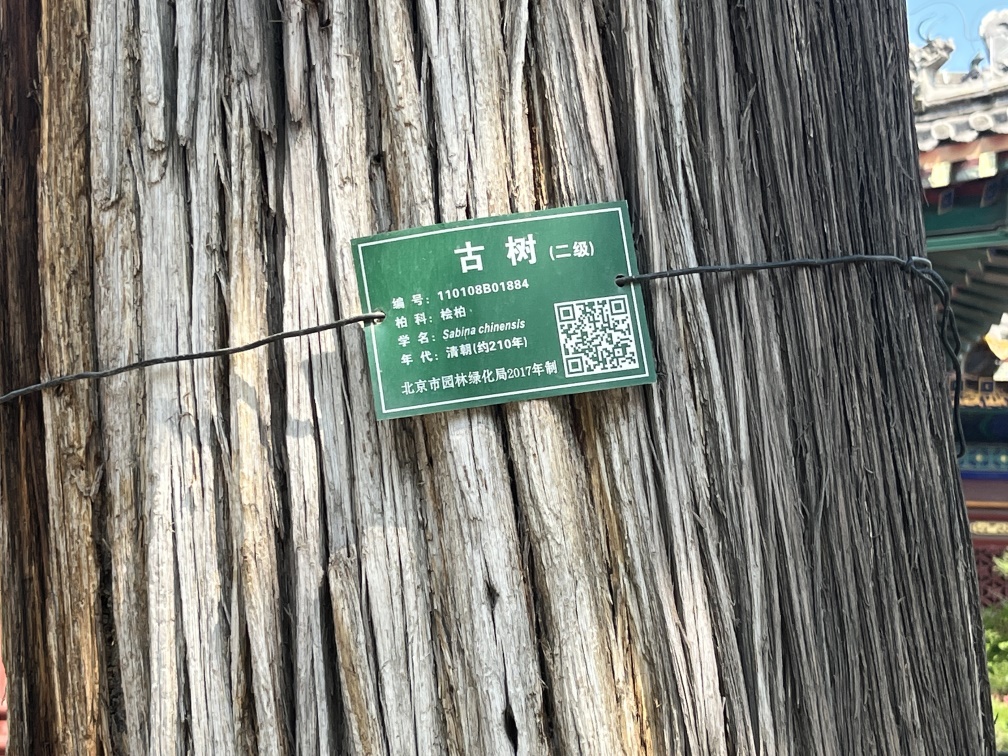 古 树 (二级)
编 号：110108B01884
柏 科：桧柏
学 名：Sabina chinensis
年 代：清朝(约210年)
北京市园林绿化局2017年制